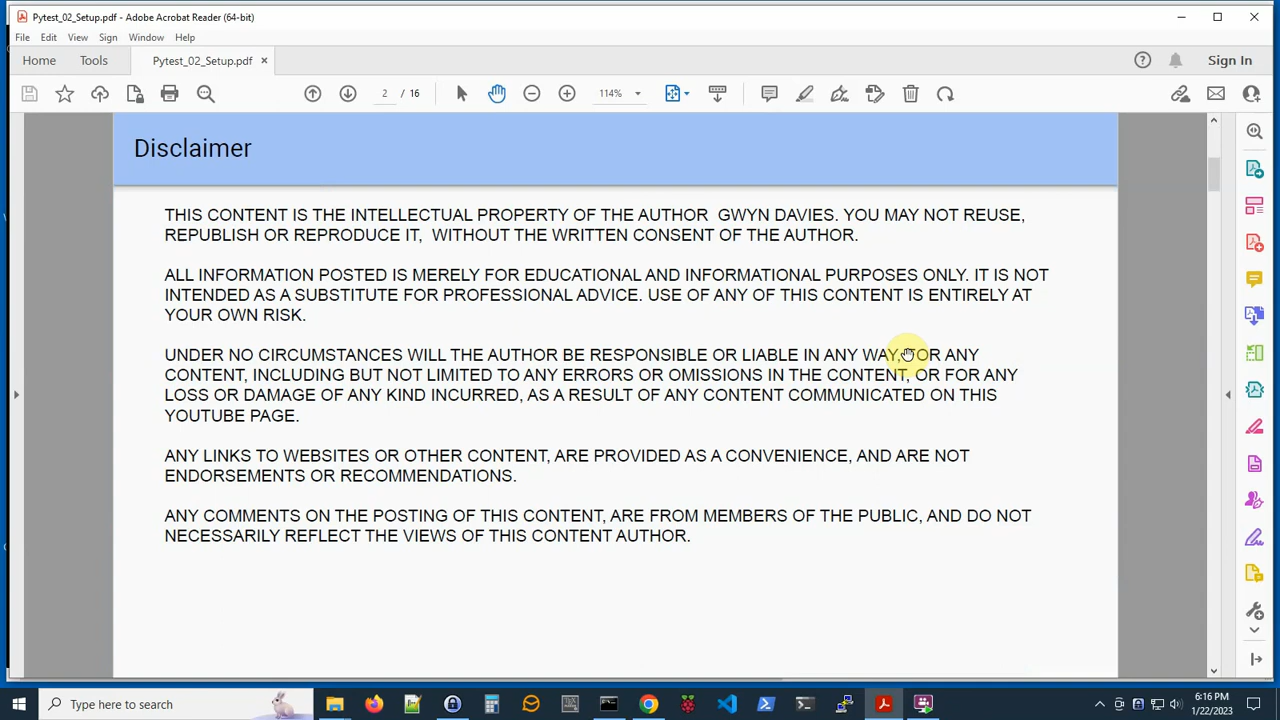 Pytest_02_Setup.pdf - Adobe Acrobat Reader (64-bit)
File Edit View Sign Window Help
Home Tools Pytest_02_Setup.pdf × Sign In
2 / 16 114%
Disclaimer
THIS CONTENT IS THE INTELLECTUAL PROPERTY OF THE AUTHOR GWYN DAVIES. YOU MAY NOT REUSE,
REPUBLISH OR REPRODUCE IT, WITHOUT THE WRITTEN CONSENT OF THE AUTHOR.
ALL INFORMATION POSTED IS MERELY FOR EDUCATIONAL AND INFORMATIONAL PURPOSES ONLY. IT IS NOT
INTENDED AS A SUBSTITUTE FOR PROFESSIONAL ADVICE. USE OF ANY OF THIS CONTENT IS ENTIRELY AT
YOUR OWN RISK.
UNDER NO CIRCUMSTANCES WILL THE AUTHOR BE RESPONSIBLE OR LIABLE IN ANY WAY, FOR ANY
CONTENT, INCLUDING BUT NOT LIMITED TO ANY ERRORS OR OMISSIONS IN THE CONTENT, OR FOR ANY
LOSS OR DAMAGE OF ANY KIND INCURRED, AS A RESULT OF ANY CONTENT COMMUNICATED ON THIS
YOUTUBE PAGE.
ANY LINKS TO WEBSITES OR OTHER CONTENT, ARE PROVIDED AS A CONVENIENCE, AND ARE NOT
ENDORSEMENTS OR RECOMMENDATIONS.
ANY COMMENTS ON THE POSTING OF THIS CONTENT, ARE FROM MEMBERS OF THE PUBLIC, AND DO NOT
NECESSARILY REFLECT THE VIEWS OF THIS CONTENT AUTHOR.
Type here to search
6:16 PM
1/22/2023